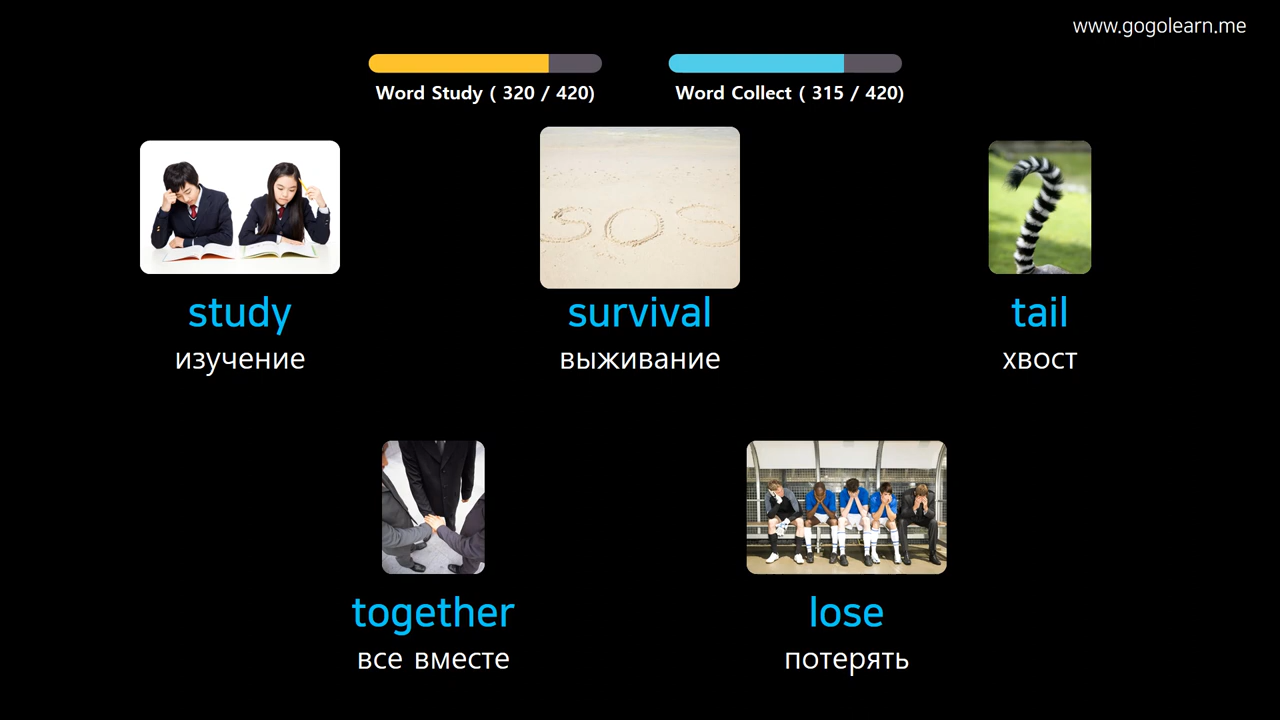 www.gogolearn.me
Word Study ( 320 / 420)
Word Collect ( 315 / 420)
SOS
study
survival
tail
изучение
выживание
хвост
together
lose
все вместе
потерять